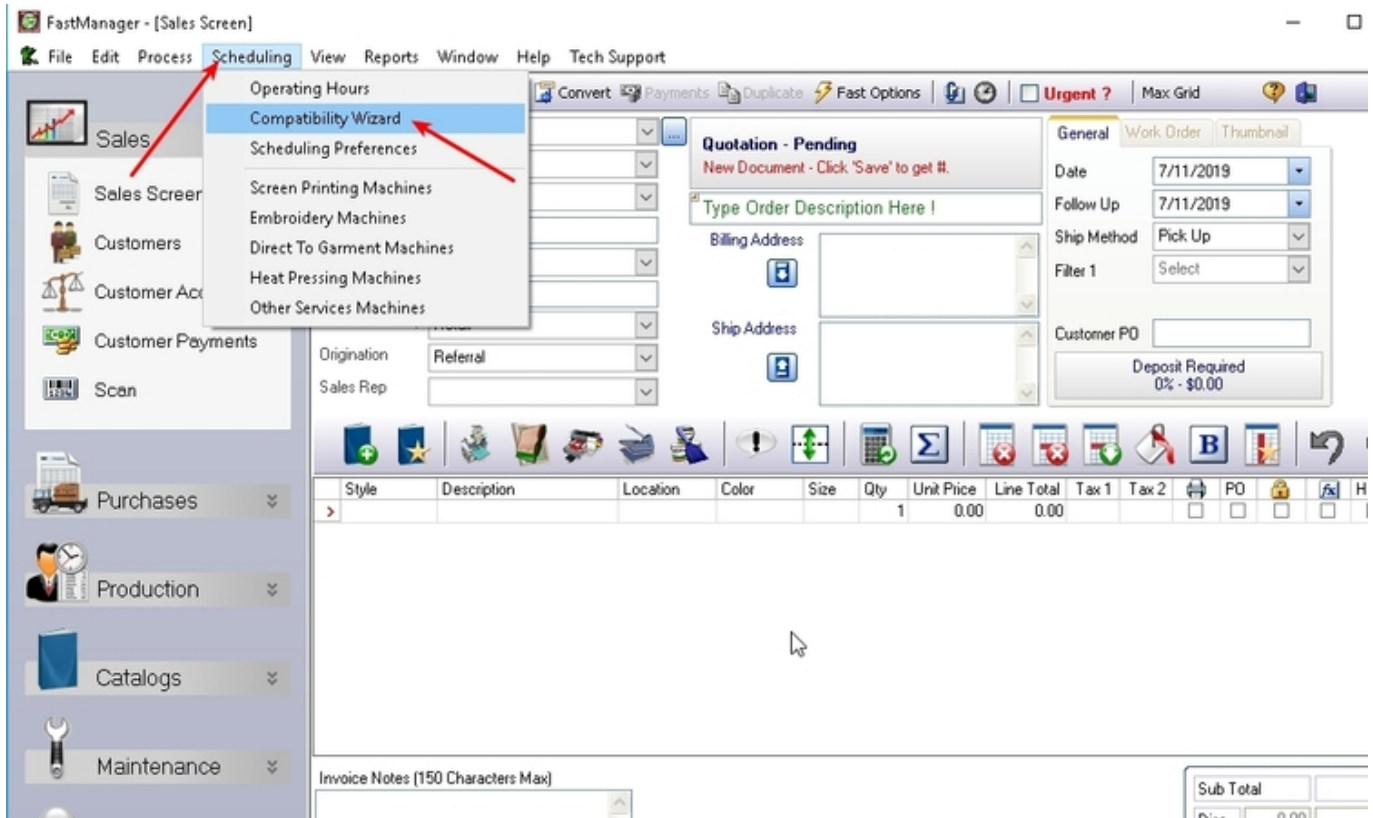 FastManager - [Sales Screen]
File Edit Process Scheduling View Reports Window Help Tech Support
Operating Hours
Compatibility Wizard
Scheduling Preferences
Screen Printing Machines
Embroidery Machines
Direct To Garment Machines
Heat Pressing Machines
Other Services Machines
Convert Payments Duplicate Fast Options Urgent ? Max Grid
Sales
Sales Screen
Customers
Customer Acc
Customer Payments
Scan
Purchases
Production
Catalogs
Maintenance
Origination Referral
Sales Rep
Quotation - Pending
New Document - Click 'Save' to get #.
Type Order Description Here !
Billing Address
Ship Address
General Work Order Thumbnail
Date 7/11/2019
Follow Up 7/11/2019
Ship Method Pick Up
Filter 1 Select
Customer PO
Deposit Required
0% - $0.00
Style Description Location Color Size Qty Unit Price Line Total Tax 1 Tax 2 PO fx H
1 0.00 0.00
Invoice Notes (150 Characters Max)
Sub Total
0.00